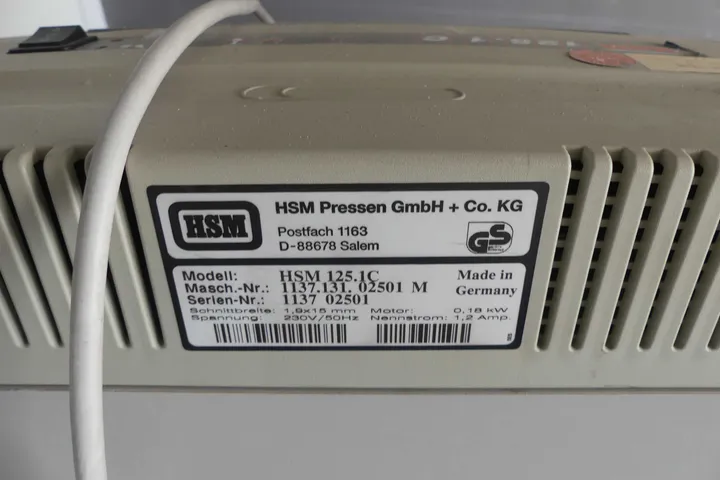 HSM
HSM Pressen GmbH + Co. KG
Postfach 1163
D-88678 Salem
GS
Modell: HSM 125.1C
Masch.-Nr.: 1137.131. 02501 M
Serien-Nr.: 1137 02501
Made in
Germany
Schnittbreite: 1,9x15 mm Motor: 0,18 kW
Spannung: 230V/50Hz Nennstrom: 1,2 Amp.